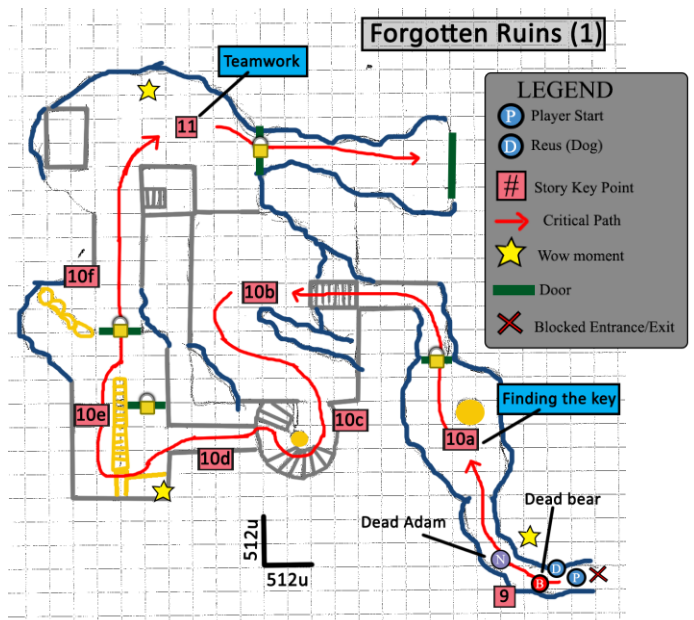 Forgotten Ruins (1)
Teamwork
LEGEND
P Player Start
D Reus (Dog)
# Story Key Point
Critical Path
Wow moment
Door
Blocked Entrance/Exit
11
10f
10b
10e
10c
10d
Finding the key
10a
Dead bear
Dead Adam
512u
512u
N
D
P
B
9